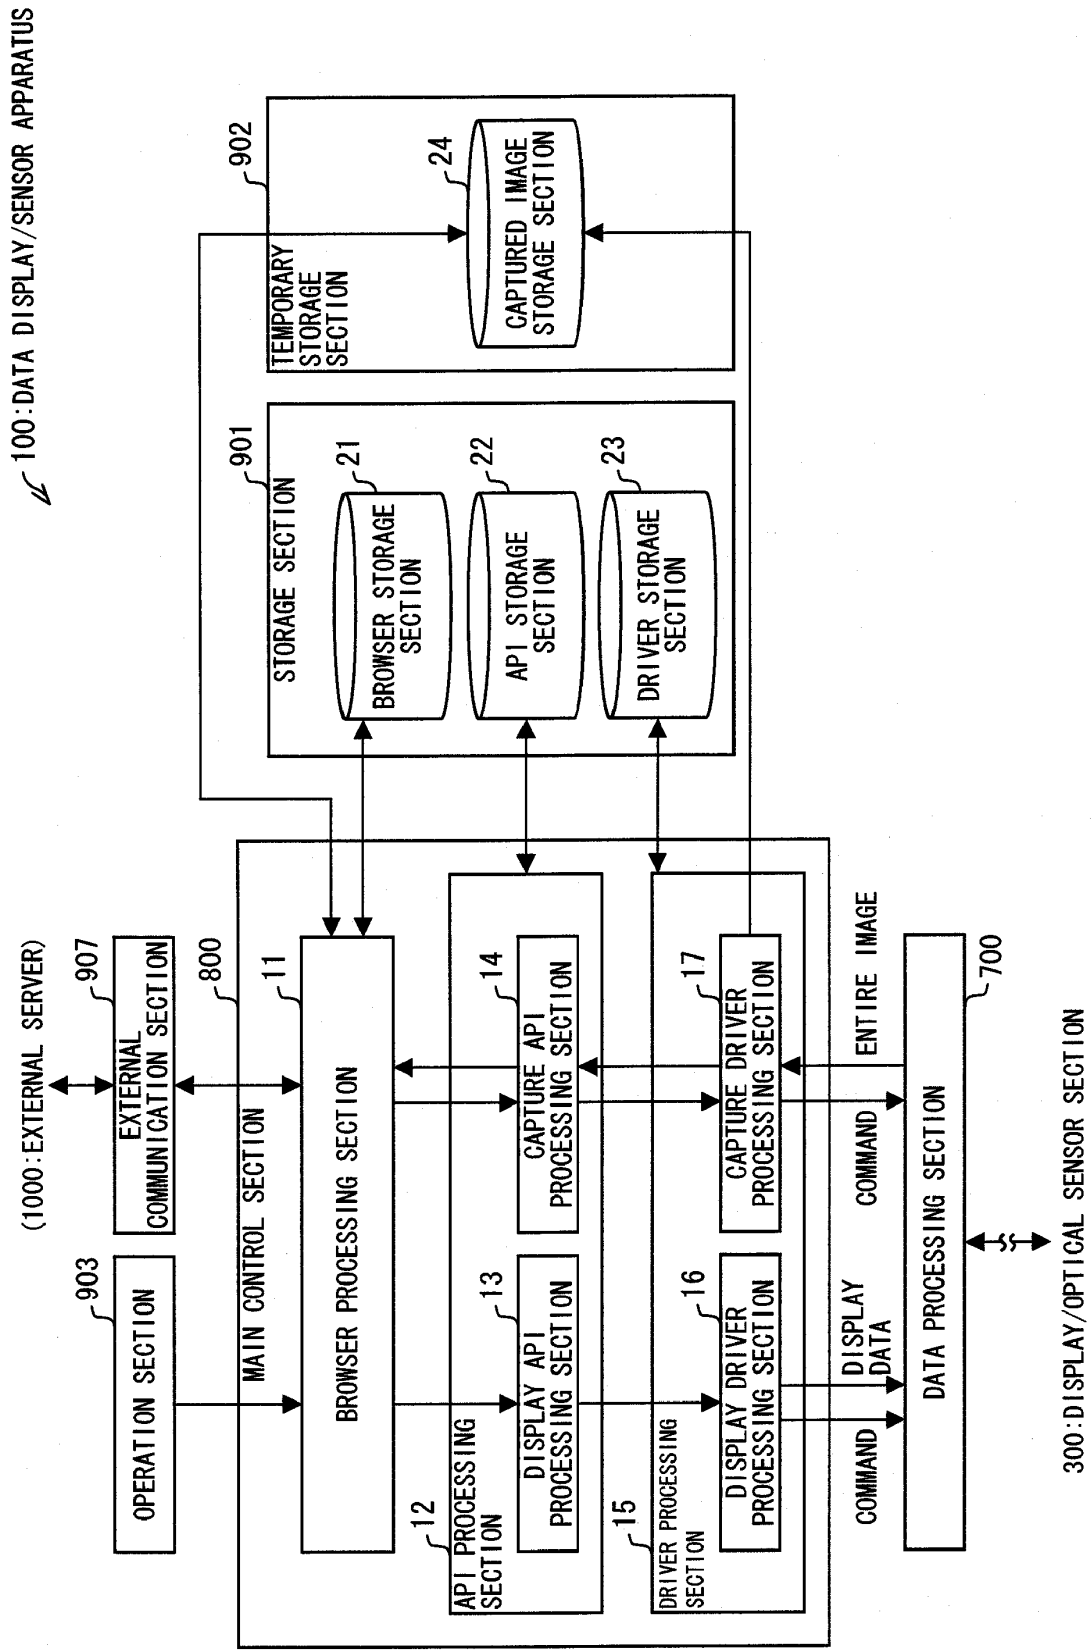 100:DATA DISPLAY/SENSOR APPARATUS
(1000:EXTERNAL SERVER)
903
OPERATION SECTION
907
EXTERNAL
COMMUNICATION SECTION
800
MAIN CONTROL SECTION
11
BROWSER PROCESSING SECTION
12
API PROCESSING
SECTION
13
DISPLAY API
PROCESSING SECTION
14
CAPTURE API
PROCESSING SECTION
15
DRIVER PROCESSING
SECTION
16
DISPLAY DRIVER
PROCESSING SECTION
17
CAPTURE DRIVER
PROCESSING SECTION
COMMAND
DISPLAY
DATA
COMMAND
ENTIRE IMAGE
700
DATA PROCESSING SECTION
300:DISPLAY/OPTICAL SENSOR SECTION
901
STORAGE SECTION
21
BROWSER STORAGE
SECTION
22
API STORAGE
SECTION
23
DRIVER STORAGE
SECTION
902
TEMPORARY
STORAGE
SECTION
24
CAPTURED IMAGE
STORAGE SECTION